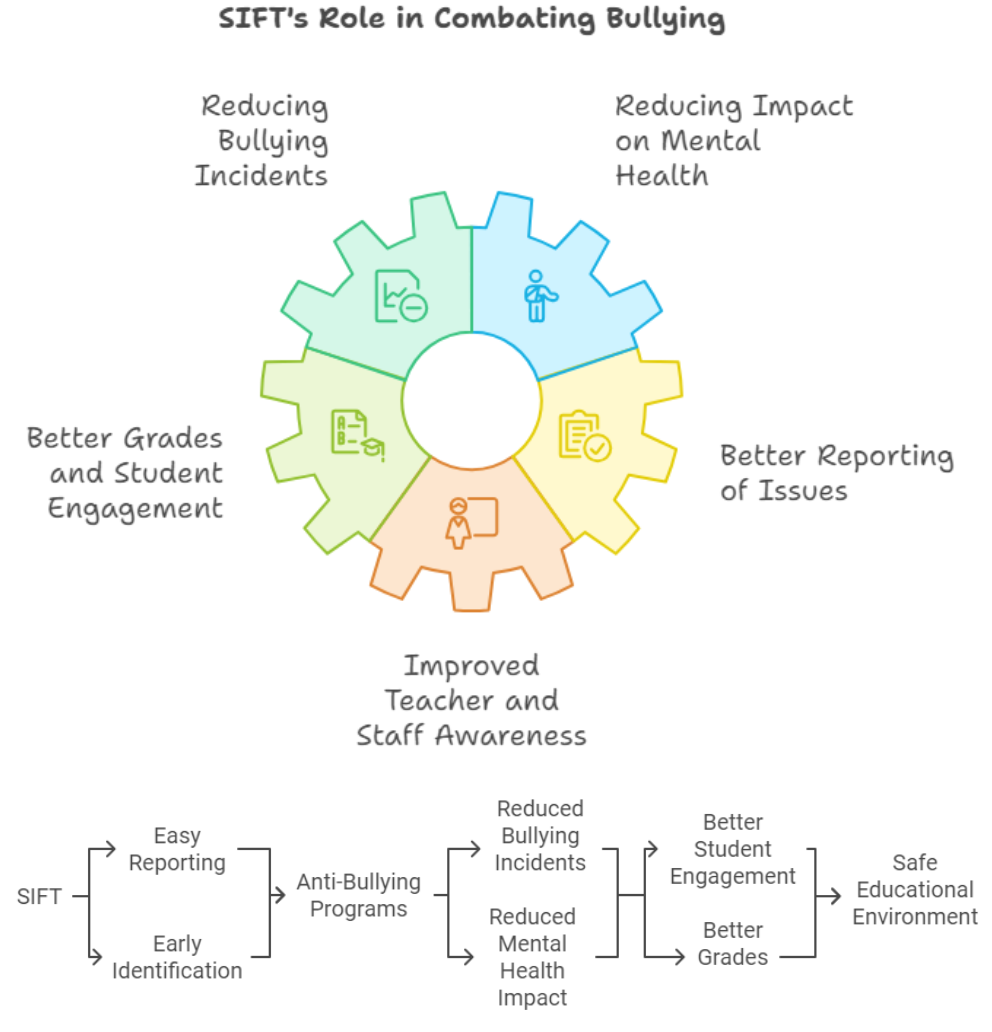 SIFT's Role in Combating Bullying
Reducing
Bullying
Incidents
Reducing Impact
on Mental
Health
A
B
Better Grades
and Student
Engagement
Better Reporting
of Issues
Improved
Teacher and
Staff Awareness
SIFT
Easy
Reporting
Early
Identification
Anti-Bullying
Programs
Reduced
Bullying
Incidents
Reduced
Mental
Health
Impact
Better
Student
Engagement
Better
Grades
Safe
Educational
Environment